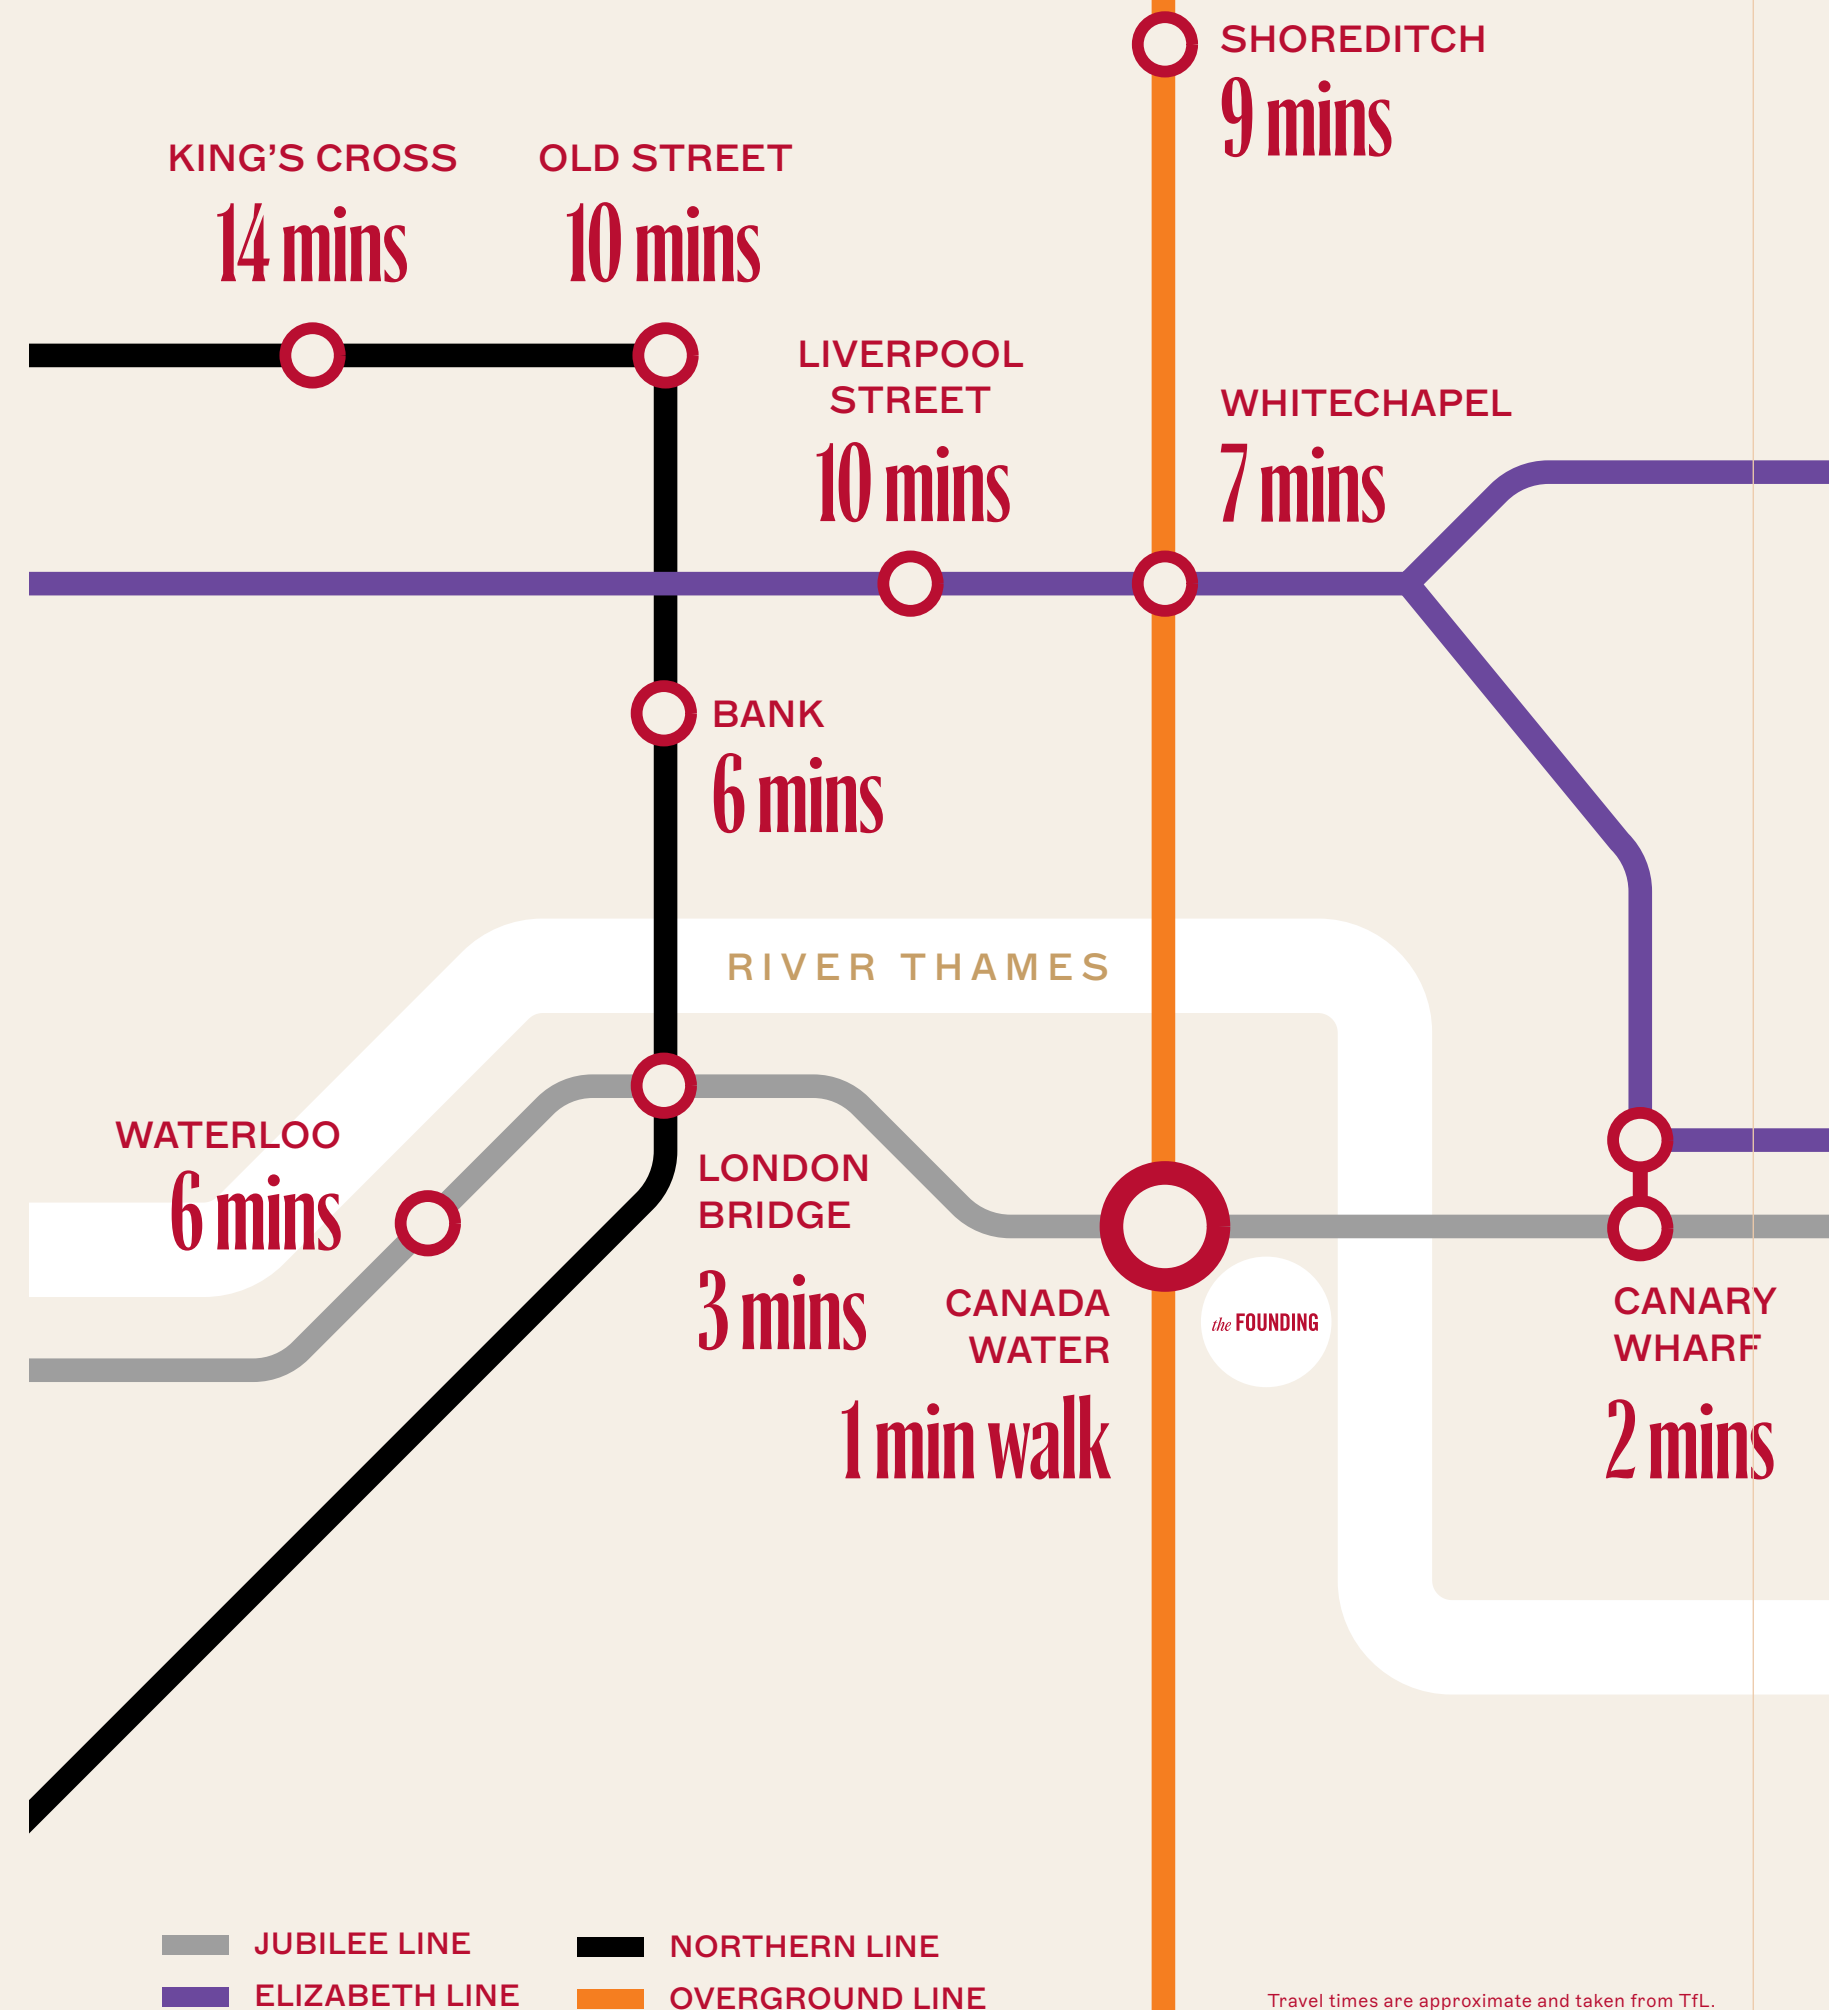 SHOREDITCH
9 mins
KING’S CROSS
14 mins
OLD STREET
10 mins
LIVERPOOL
STREET
10 mins
WHITECHAPEL
7 mins
BANK
6 mins
RIVER THAMES
WATERLOO
6 mins
LONDON
BRIDGE
3 mins
CANADA
WATER
1 min walk
the FOUNDING
CANARY
WHARF
2 mins
JUBILEE LINE
NORTHERN LINE
ELIZABETH LINE
OVERGROUND LINE
Travel times are approximate and taken from TfL.